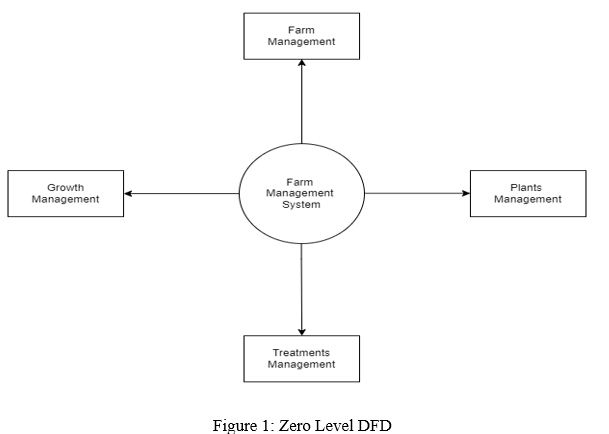 Farm
Management
Growth
Management
Farm
Management
System
Plants
Management
Treatments
Management
Figure 1: Zero Level DFD